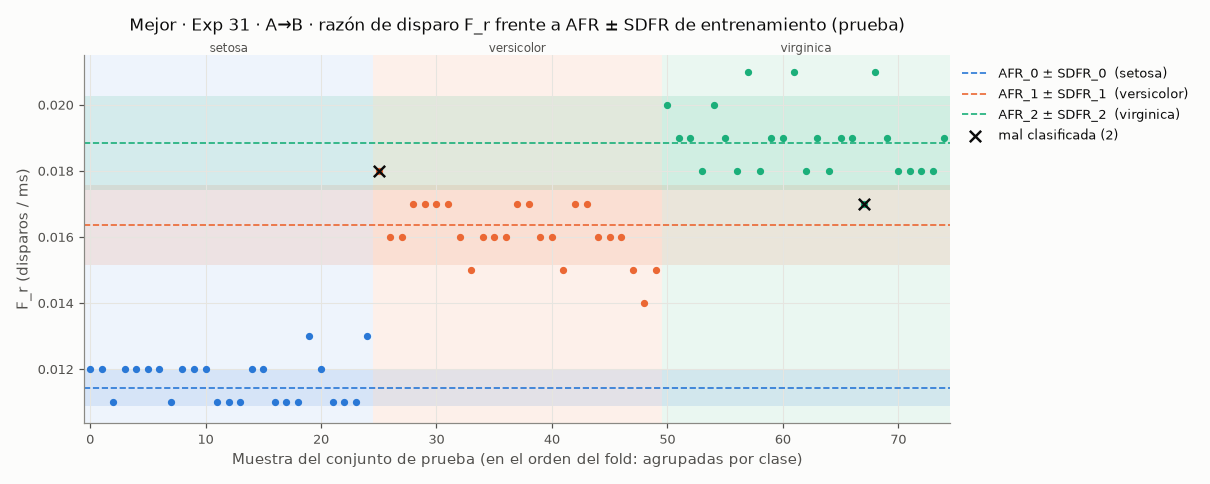 Mejor · Exp 31 · A→B · razón de disparo F_r frente a AFR ± SDFR de entrenamiento (prueba)
setosa
versicolor
virginica
AFR_0 ± SDFR_0 (setosa)
AFR_1 ± SDFR_1 (versicolor)
AFR_2 ± SDFR_2 (virginica)
mal clasificada (2)
F_r (disparos / ms)
0.020
0.018
0.016
0.014
0.012
0 10 20 30 40 50 60 70
Muestra del conjunto de prueba (en el orden del fold: agrupadas por clase)